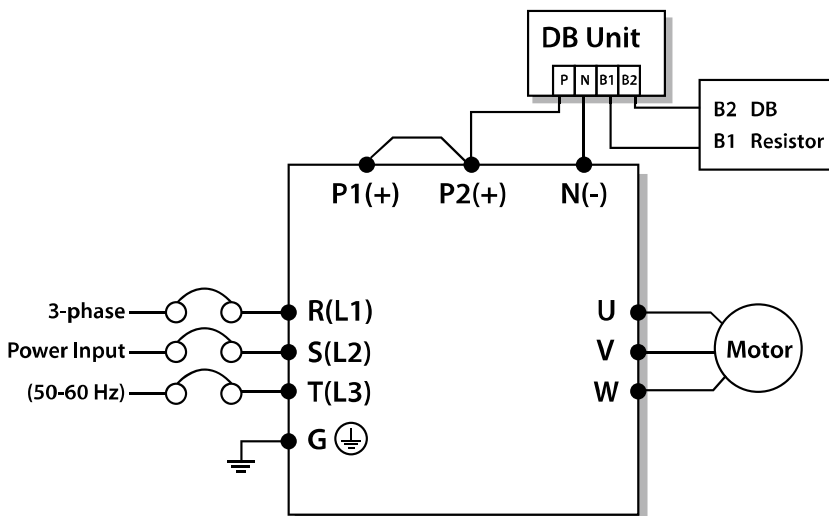 DB Unit
P N B1 B2
B2 DB
B1 Resistor
P1(+) P2(+) N(-)
3-phase R(L1) U
Power Input S(L2) V Motor
(50-60 Hz) T(L3) W
G